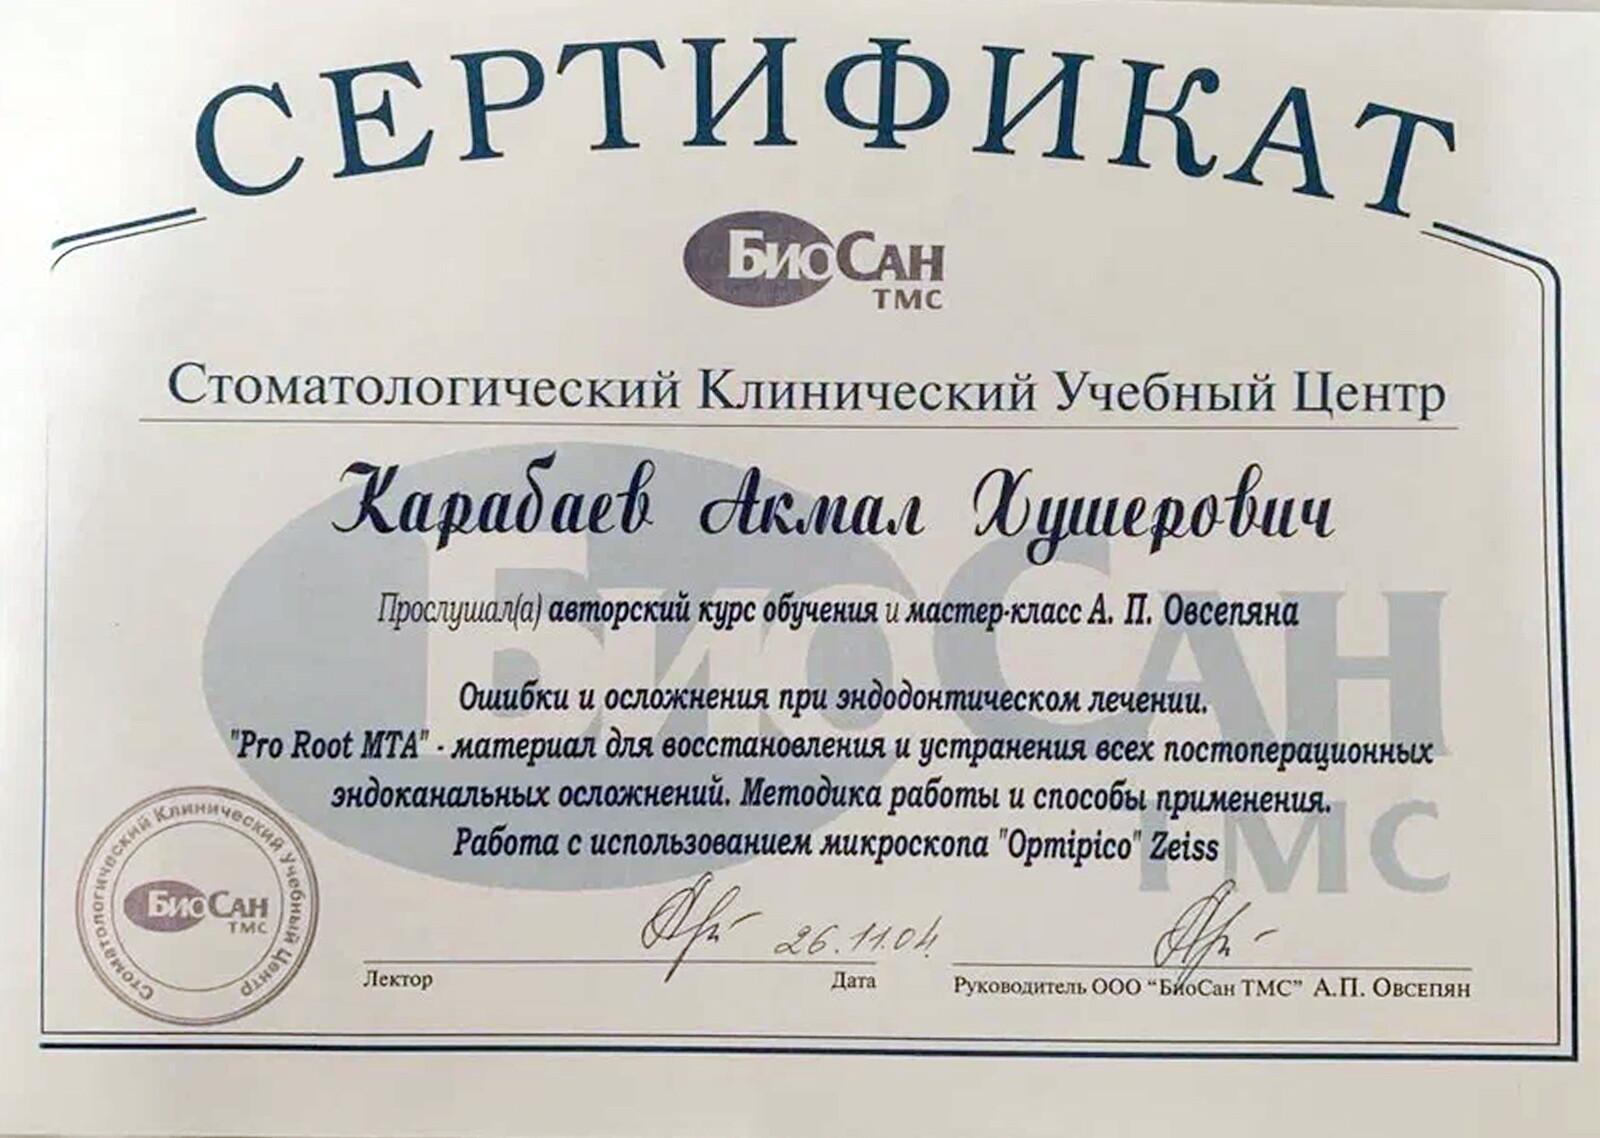 СЕРТИФИКАТ
БиоСан
ТМС
Стоматологический Клинический Учебный Центр
Карабаев Акмал Хушерович
Прослушал(а) авторский курс обучения и мастер-класс А. П. Овсепяна
Ошибки и осложнения при эндодонтическом лечении.
"Pro Root MTA" - материал для восстановления и устранения всех постоперационных
эндоканальных осложнений. Методика работы и способы применения.
Работа с использованием микроскопа "Opmipico" Zeiss
26.11.04
Лектор Дата Руководитель ООО "БиоСан ТМС" А.П. Овсепян
Стоматологический Клинический Учебный Центр
БиоСан
ТМС
БиоСан
ТМС